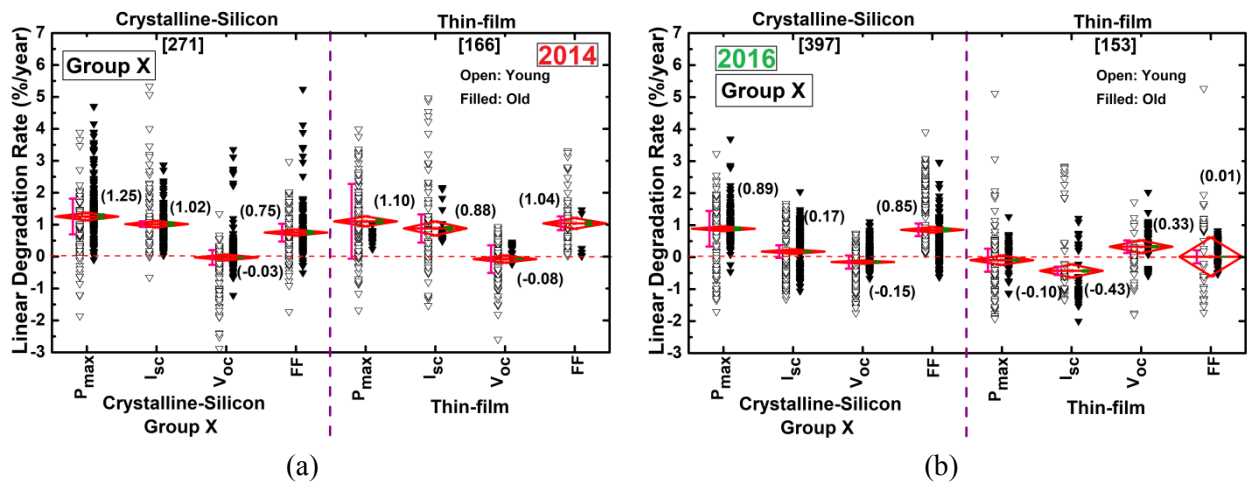 Crystalline-Silicon Thin-film
[271] [166]
Group X
2014
Open: Young
Filled: Old
Linear Degradation Rate (%/year)
7
6
5
4
3
2
1
0
-1
-2
-3
(1.25)
(1.02)
(-0.03)
(0.75)
(1.10)
(0.88)
(-0.08)
(1.04)
Pmax Isc Voc FF Pmax Isc Voc FF
Crystalline-Silicon Thin-film
Group X
(a)
Crystalline-Silicon Thin-film
[397] [153]
2016
Group X
Open: Young
Filled: Old
Linear Degradation Rate (%/year)
7
6
5
4
3
2
1
0
-1
-2
-3
(0.89)
(0.17)
(-0.15)
(0.85)
(-0.10)
(-0.43)
(0.33)
(0.01)
Pmax Isc Voc FF Pmax Isc Voc FF
Crystalline-Silicon Thin-film
Group X
(b)